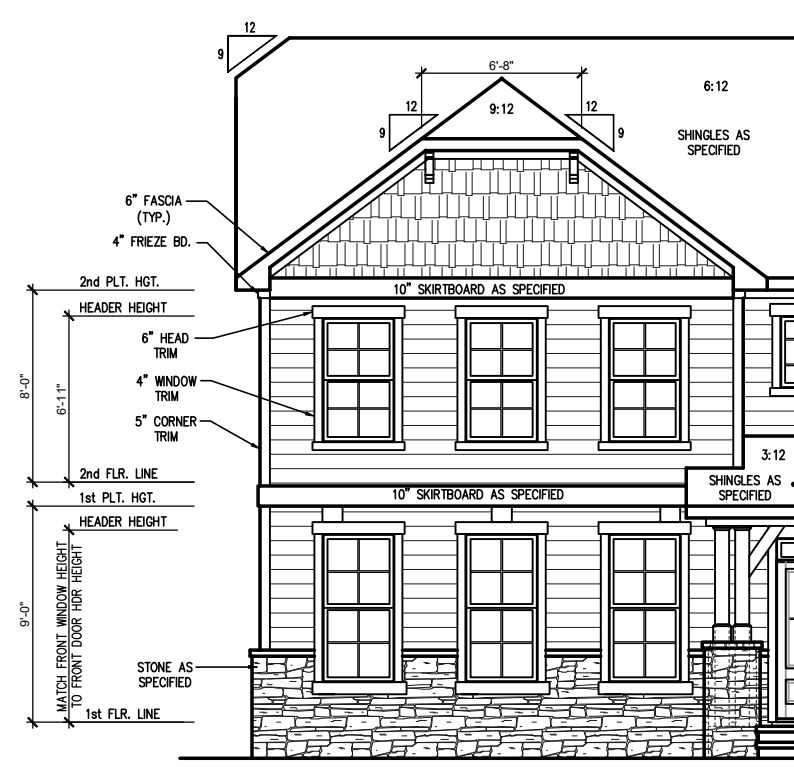 12
9
6'-8"
6:12
12
9:12
12
9
9
SHINGLES AS
SPECIFIED
6" FASCIA
(TYP.)
4" FRIEZE BD.
2nd PLT. HGT.
10" SKIRTBOARD AS SPECIFIED
HEADER HEIGHT
6" HEAD
TRIM
8'-0"
6'-11"
4" WINDOW
TRIM
5" CORNER
TRIM
3:12
2nd FLR. LINE
SHINGLES AS
SPECIFIED
1st PLT. HGT.
10" SKIRTBOARD AS SPECIFIED
HEADER HEIGHT
9'-0"
MATCH FRONT WINDOW HEIGHT
TO FRONT DOOR HDR HEIGHT
STONE AS
SPECIFIED
1st FLR. LINE